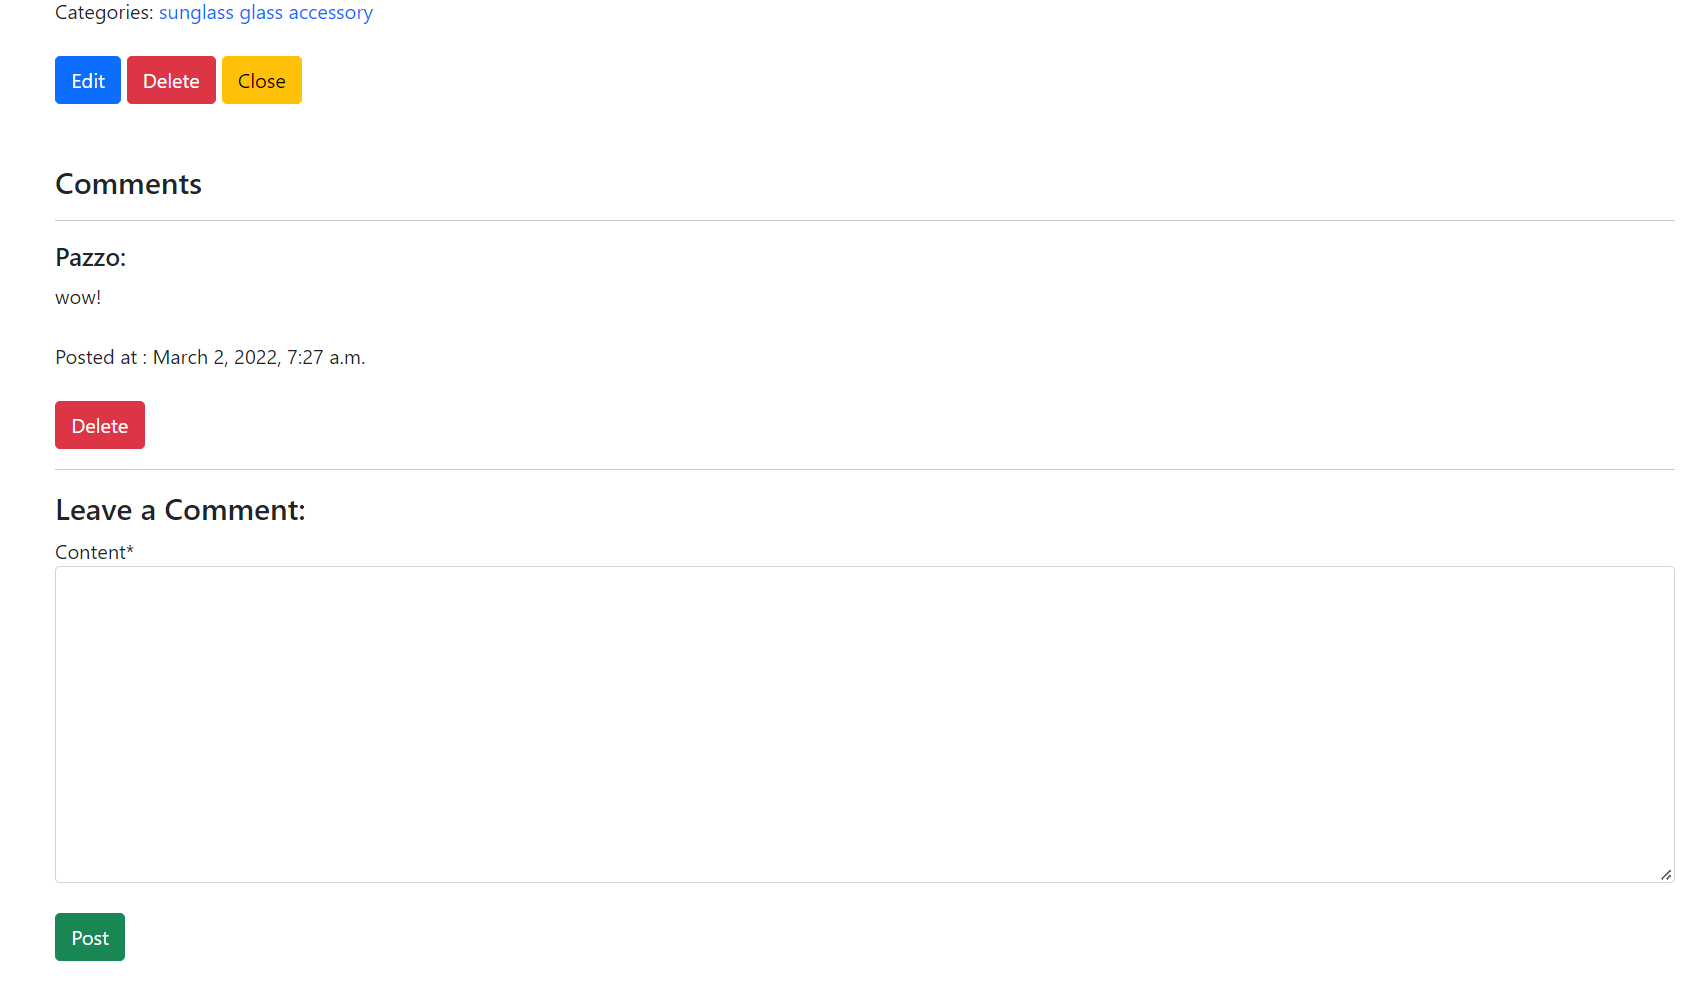 Categories: sunglass glass accessory
Edit Delete Close
Comments
Pazzo:
wow!
Posted at : March 2, 2022, 7:27 a.m.
Delete
Leave a Comment:
Content*
Post